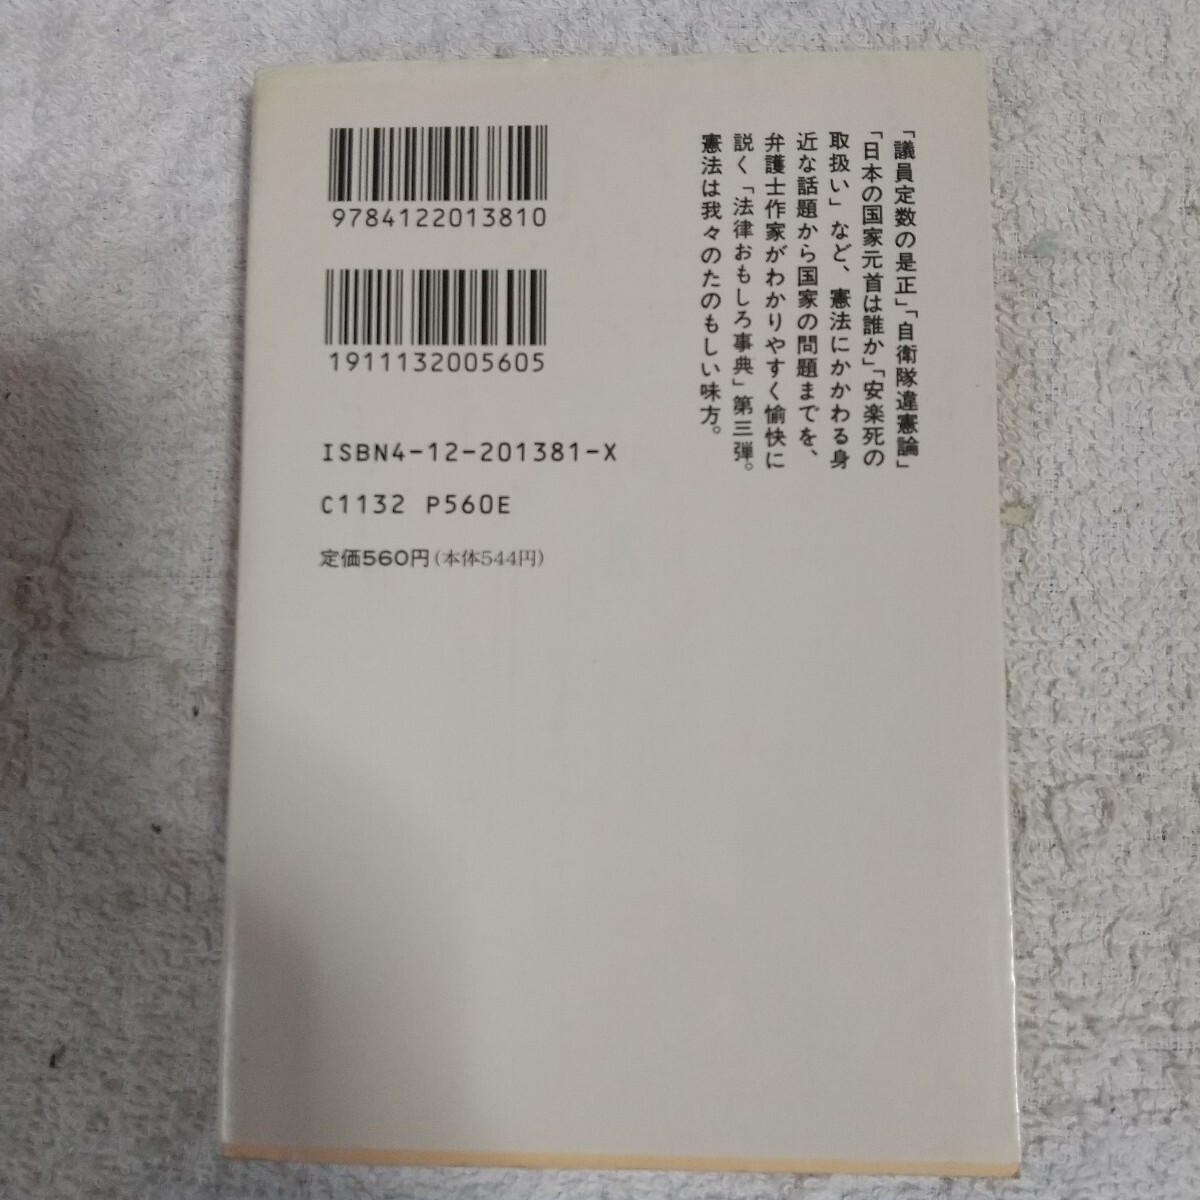 「議員定数の是正」「自衛隊違憲論」
「日本の国家元首は誰か」「安楽死の
取扱い」など、憲法にかかわる身
近な話題から国家の問題までを、
弁護士作家がわかりやすく愉快に
説く「法律おもしろ事典」第三弾。
憲法は我々のたのもしい味方。
9784122013810
1911132005605
ISBN4-12-201381-X
C1132 P560E
定価560円(本体544円)